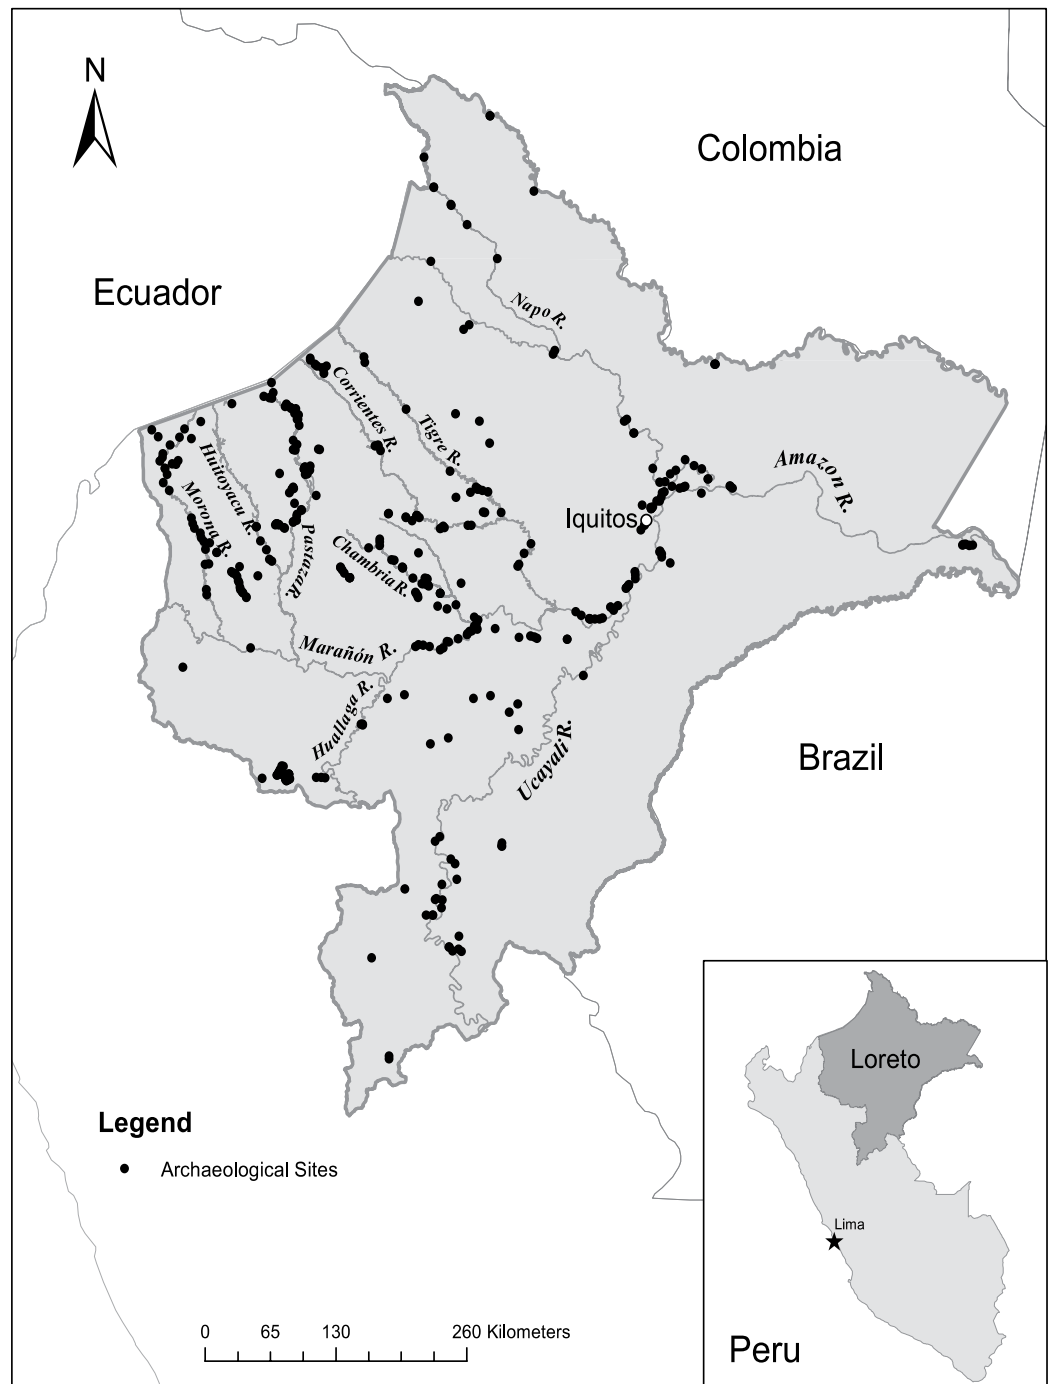 N
Colombia
Ecuador
Napo R.
Corrientes R.
Tigre R.
Huitoyacu R.
Morona R.
Amazon R.
Iquitos
Pastaza R.
Chambria R.
Marañón R.
Huallaga R.
Ucayali R.
Brazil
Loreto
Legend
Archaeological Sites
Lima
0 65 130 260 Kilometers
Peru